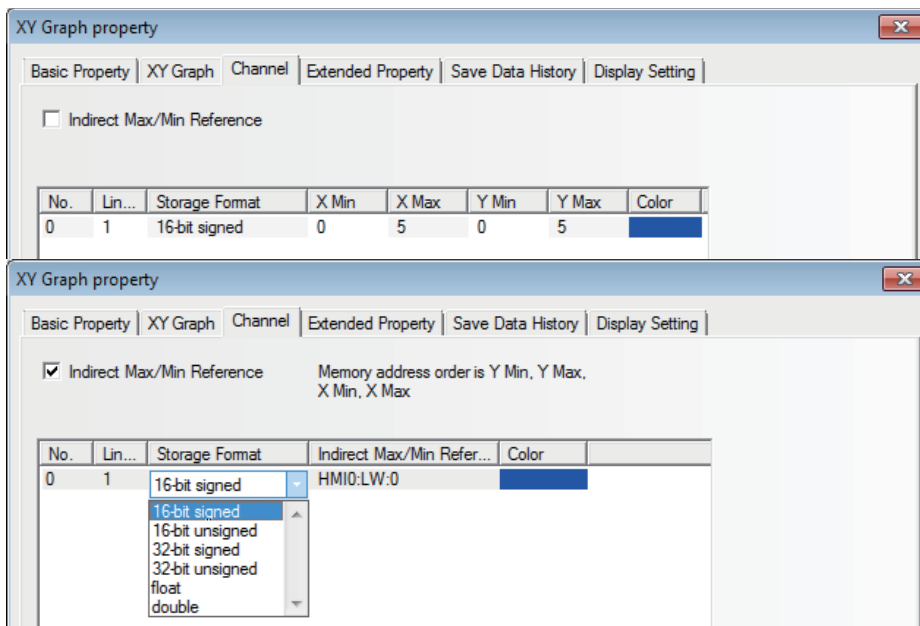 XY Graph property
Basic Property XY Graph Channel Extended Property Save Data History Display Setting
Indirect Max/Min Reference
No. Lin... Storage Format X Min X Max Y Min Y Max Color
0 1 16-bit signed 0 5 0 5
XY Graph property
Basic Property XY Graph Channel Extended Property Save Data History Display Setting
Indirect Max/Min Reference Memory address order is Y Min, Y Max,
X Min, X Max
No. Lin... Storage Format Indirect Max/Min Refer... Color
0 1 16-bit signed HMI0:LW:0
16-bit signed
16-bit unsigned
32-bit signed
32-bit unsigned
float
double